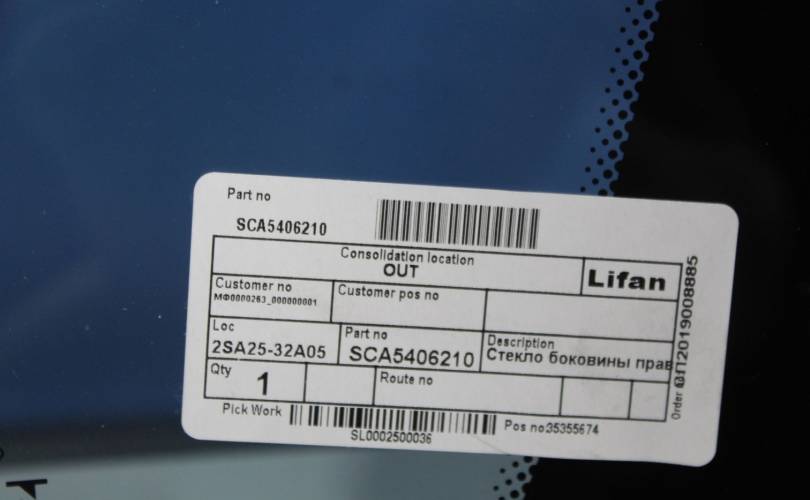 Part no
SCA5406210
Consolidation location
OUT
Lifan
Customer no
МФ0000263_000000001
Customer pos no
Loc
2SA25-32A05
Part no
SCA5406210
Description
Стекло боковины прав
Qty
1
Route no
Pick Work
SL0002500036
Pos no35355674
Order
2019008885